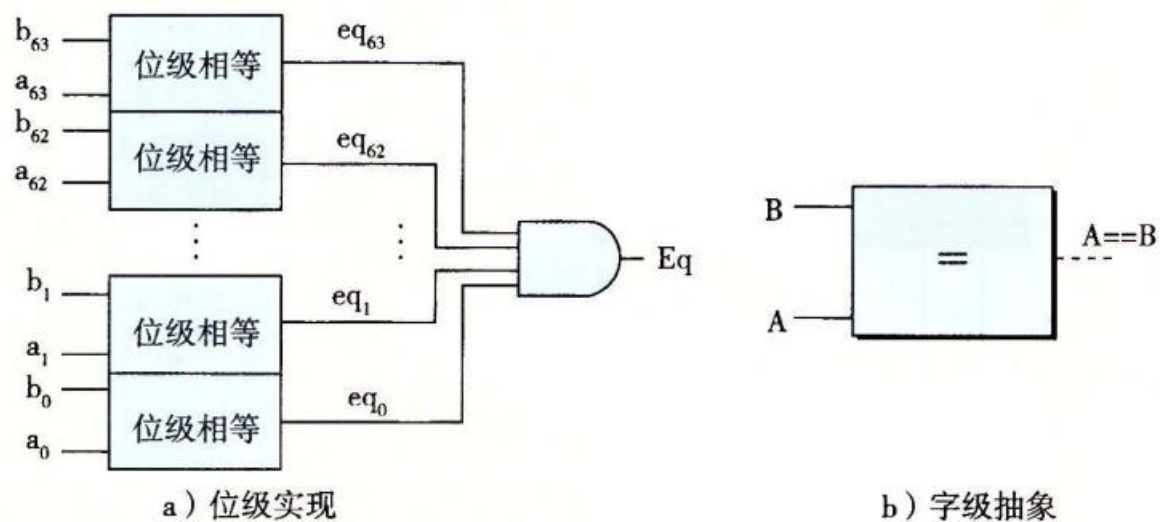 b₆₃
位级相等
eq₆₃
a₆₃
b₆₂
位级相等
eq₆₂
a₆₂
⋮
⋮
b₁
位级相等
eq₁
a₁
b₀
位级相等
eq₀
a₀
Eq
a）位级实现
B
=
A==B
A
b）字级抽象